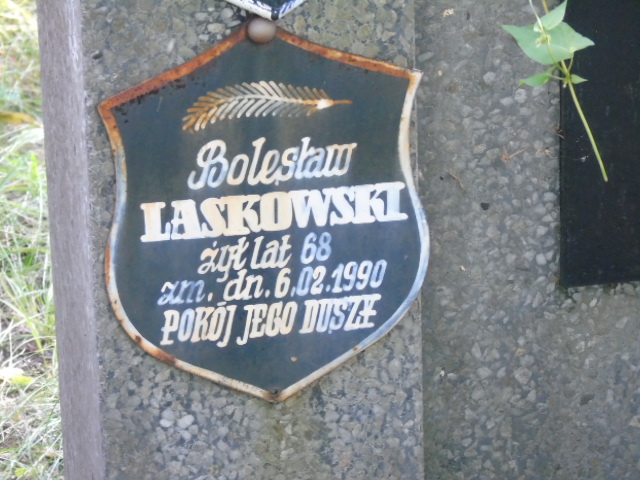 Bolesław
LASKOWSKI
żył lat 68
zm. dn. 6.02.1990
POKÓJ JEGO DUSZY